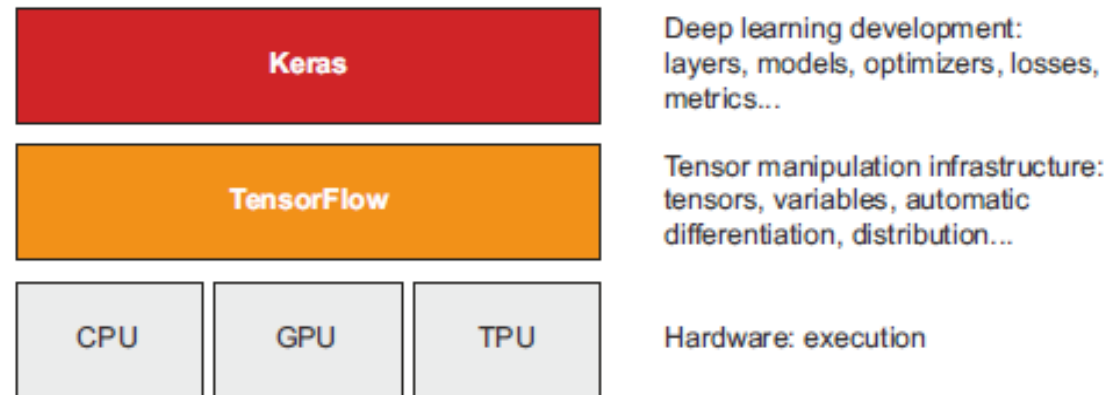 Keras
Deep learning development:
layers, models, optimizers, losses,
metrics...
TensorFlow
Tensor manipulation infrastructure:
tensors, variables, automatic
differentiation, distribution...
CPU
GPU
TPU
Hardware: execution